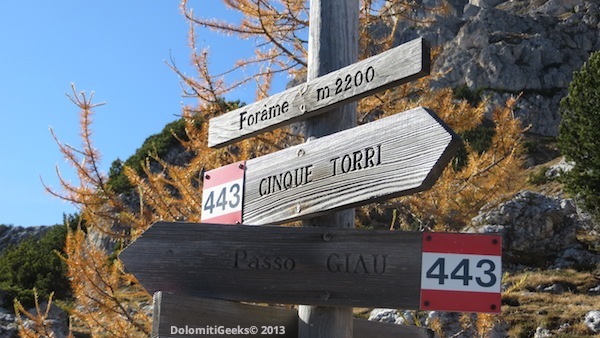 Forame m 2200
443 CINQUE TORRI
Passo GIAU 443
DolomitiGeeks© 2013